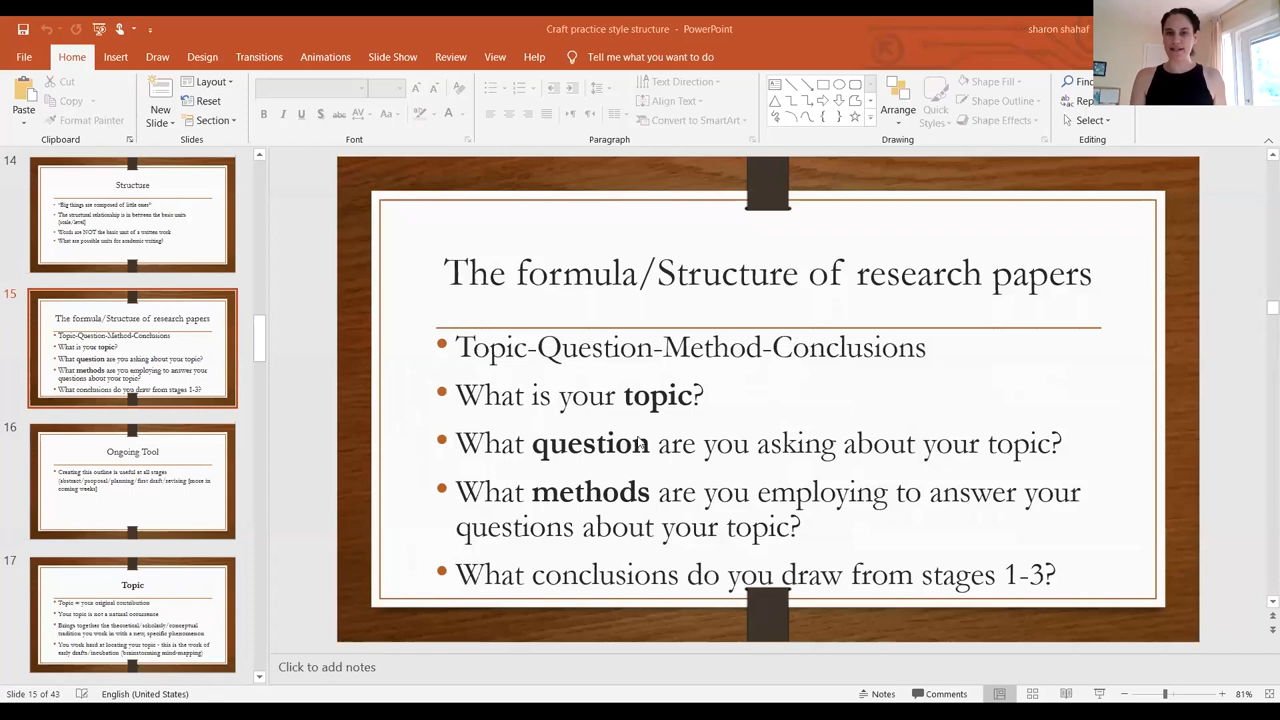 Craft practice style structure - PowerPoint
sharon shahaf
File Home Insert Draw Design Transitions Animations Slide Show Review View Help Tell me what you want to do
Paste
Cut
Copy
Format Painter
Clipboard
New
Slide
Layout
Reset
Section
Slides
B I U S abc AV Aa A
Font
Text Direction
Align Text
Convert to SmartArt
Paragraph
Arrange
Quick
Styles
Shape Fill
Shape Outline
Shape Effects
Drawing
Select
Editing
14
Structure
"Big things are composed of little ones"
The structural relationship is in between the basic units
[scale/level]
Words are NOT the basic unit of a written work
What are possible units for academic writing?
15
The formula/Structure of research papers
Topic-Question-Method-Conclusions
What is your topic?
What question are you asking about your topic?
What methods are you employing to answer your
questions about your topic?
What conclusions do you draw from stages 1-3?
16
Ongoing Tool
Creating this outline is useful at all stages
(abstract/proposal/planning/first draft/revising [more in
coming weeks]
17
Topic
Topic = your original contribution
Your topic is not a natural occurrence
Brings together the theoretical/scholarly/conceptual
tradition you work in with a new, specific phenomenon
You work hard at locating your topic - this is the work of
early drafts/incubation (brainstorming mind-mapping)
The formula/Structure of research papers
Topic-Question-Method-Conclusions
What is your topic?
What question are you asking about your topic?
What methods are you employing to answer your
questions about your topic?
What conclusions do you draw from stages 1-3?
Click to add notes
Slide 15 of 43 English (United States) Notes Comments 81%